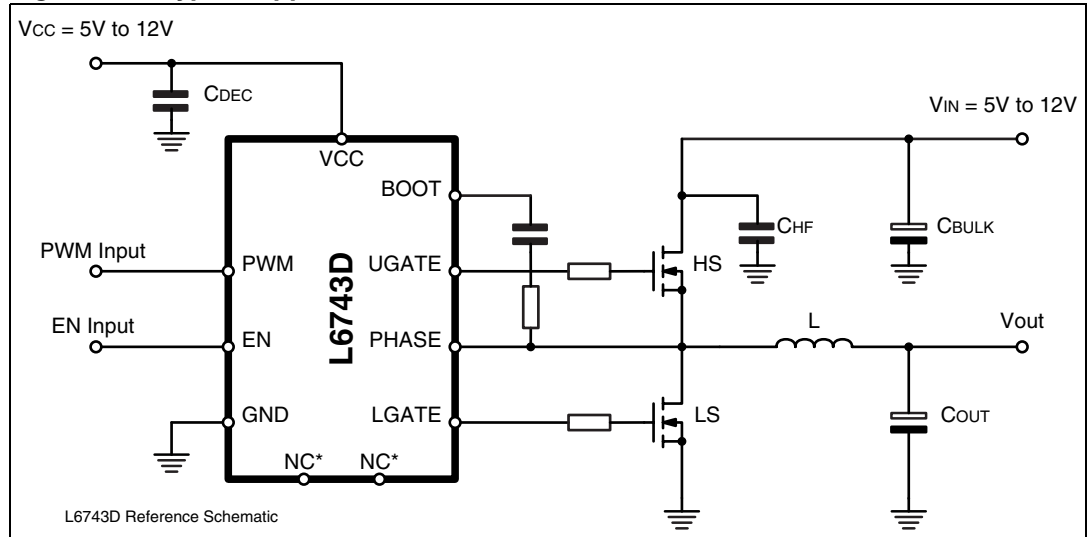 VCC = 5V to 12V
CDEC
VIN = 5V to 12V
VCC
BOOT
CHF
CBULK
PWM Input
PWM
UGATE
HS
L6743D
EN Input
EN
PHASE
L
Vout
GND
LGATE
LS
COUT
NC*
NC*
L6743D Reference Schematic